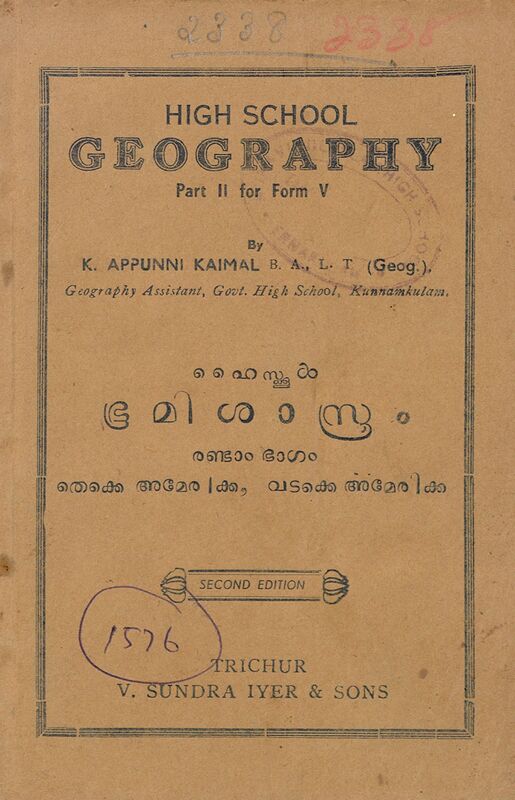 2338 2338
HIGH SCHOOL
GEOGRAPHY
Part II for Form V
By
K. APPUNNI KAIMAL B. A., L. T. (Geog.),
Geography Assistant, Govt. High School, Kunnamkulam.
ഹൈസ്ക്കൂൾ
ഭൂമിശാസ്ത്രം
രണ്ടാം ഭാഗം
തെക്കെ അമേരിക്ക, വടക്കെ അമേരിക്ക
SECOND EDITION
1576
TRICHUR
V. SUNDRA IYER & SONS